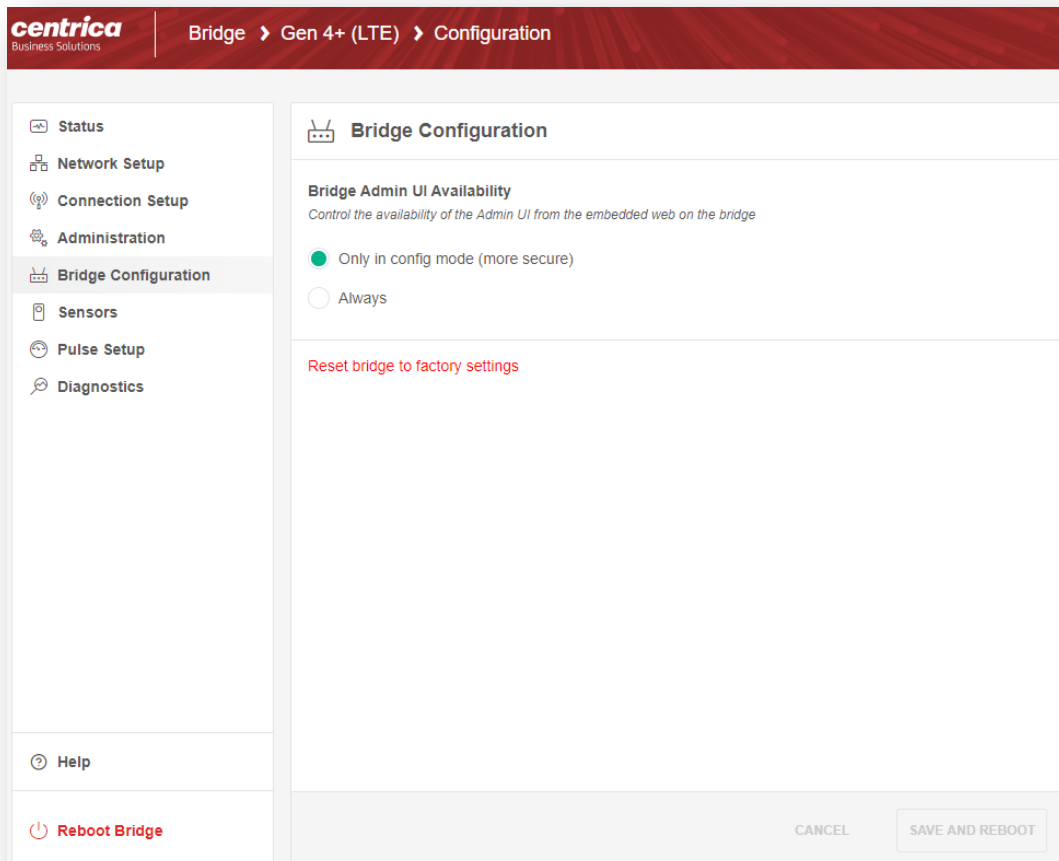 centrica
Business Solutions
Bridge > Gen 4+ (LTE) > Configuration
Status
Network Setup
Connection Setup
Administration
Bridge Configuration
Sensors
Pulse Setup
Diagnostics
Help
Reboot Bridge
Bridge Configuration
Bridge Admin UI Availability
Control the availability of the Admin UI from the embedded web on the bridge
Only in config mode (more secure)
Always
Reset bridge to factory settings
CANCEL SAVE AND REBOOT